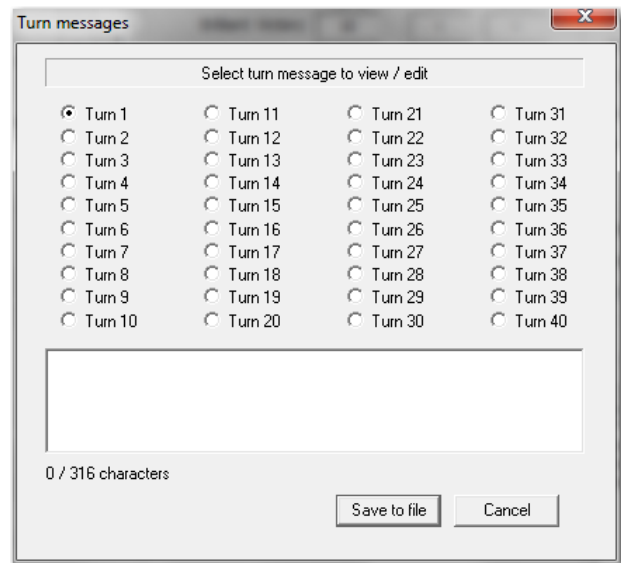 Turn messages
Select turn message to view / edit
Turn 1 Turn 11 Turn 21 Turn 31
Turn 2 Turn 12 Turn 22 Turn 32
Turn 3 Turn 13 Turn 23 Turn 33
Turn 4 Turn 14 Turn 24 Turn 34
Turn 5 Turn 15 Turn 25 Turn 35
Turn 6 Turn 16 Turn 26 Turn 36
Turn 7 Turn 17 Turn 27 Turn 37
Turn 8 Turn 18 Turn 28 Turn 38
Turn 9 Turn 19 Turn 29 Turn 39
Turn 10 Turn 20 Turn 30 Turn 40
0 / 316 characters
Save to file Cancel